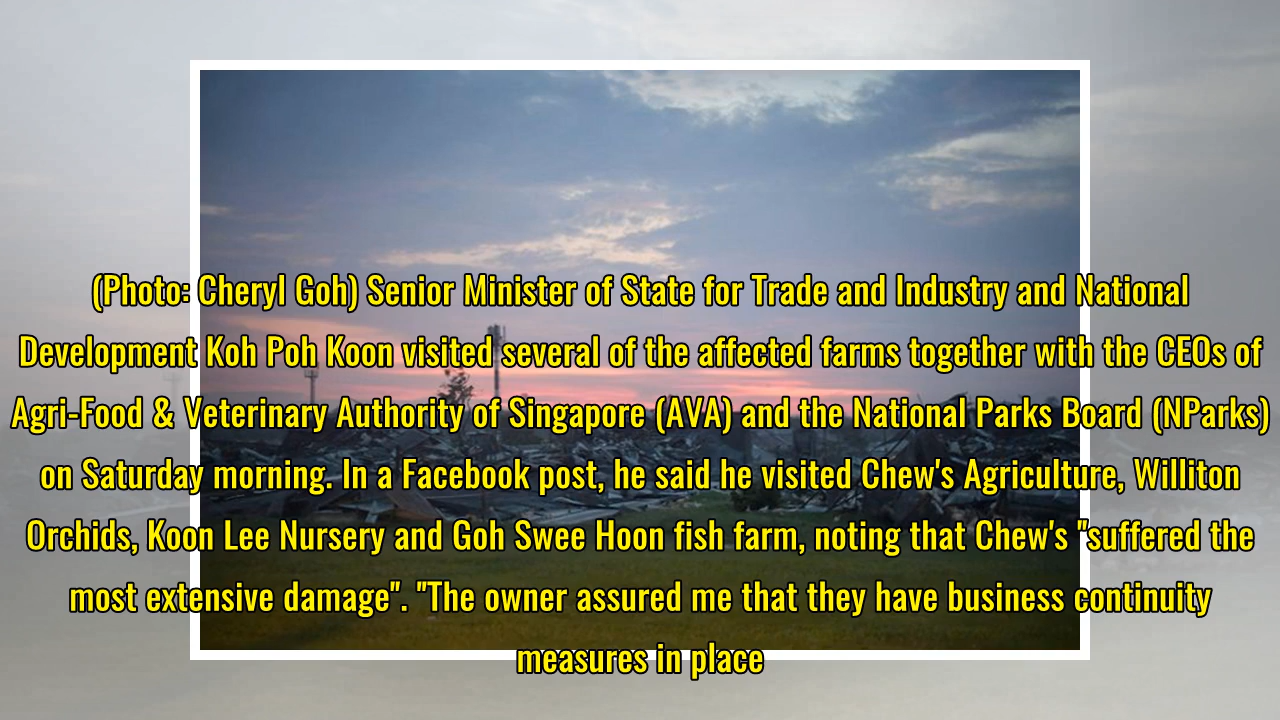 (Photo: Cheryl Goh) Senior Minister of State for Trade and Industry and National
Development Koh Poh Koon visited several of the affected farms together with the CEOs of
Agri-Food & Veterinary Authority of Singapore (AVA) and the National Parks Board (NParks)
on Saturday morning. In a Facebook post, he said he visited Chew's Agriculture, Williton
Orchids, Koon Lee Nursery and Goh Swee Hoon fish farm, noting that Chew's "suffered the
most extensive damage". "The owner assured me that they have business continuity
measures in place